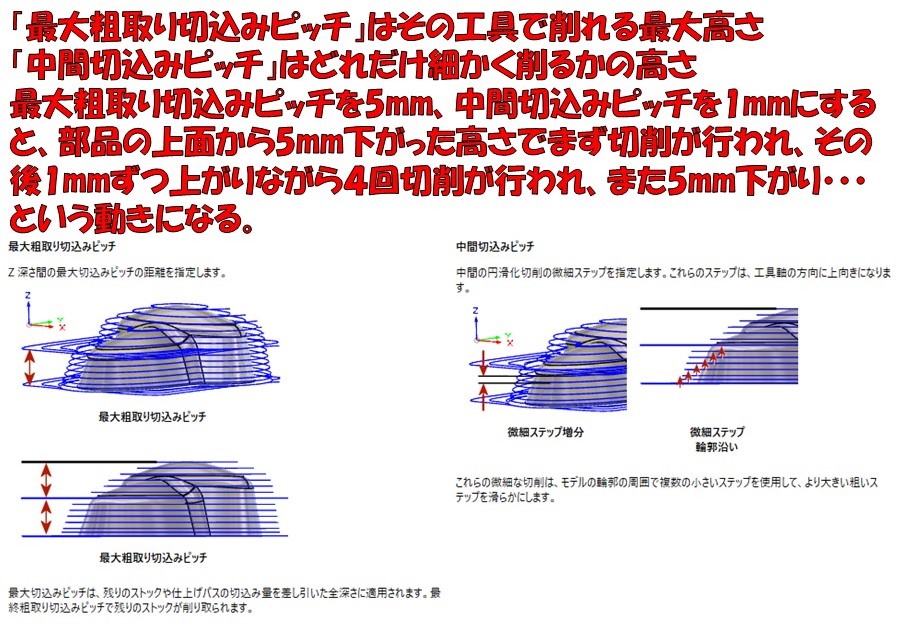 「最大粗取り切込みピッチ」はその工具で削れる最大高さ
「中間切込みピッチ」はどれだけ細かく削るかの高さ
最大粗取り切込みピッチを5mm、中間切込みピッチを1mmにする
と、部品の上面から5mm下がった高さでまず切削が行われ、その
後1mmずつ上がりながら4回切削が行われ、また5mm下がり・・・
という動きになる。
最大粗取り切込みピッチ
Z 深さ間の最大切込みピッチの距離を指定します。
Z
Y
X
最大粗取り切込みピッチ
最大粗取り切込みピッチ
最大切込みピッチは、残りのストックや仕上げパスの切込み量を差し引いた全深さに適用されます。最
終粗取り切込みピッチで残りのストックが削り取られます。
中間切込みピッチ
中間の円滑化切削の微細ステップを指定します。これらのステップは、工具軸の方向に上向きになりま
す。
Z
Y
X
微細ステップ増分
微細ステップ
輪郭沿い
これらの微細な切削は、モデルの輪郭の周囲で複数の小さいステップを使用して、より大きい粗いス
テップを滑らかにします。